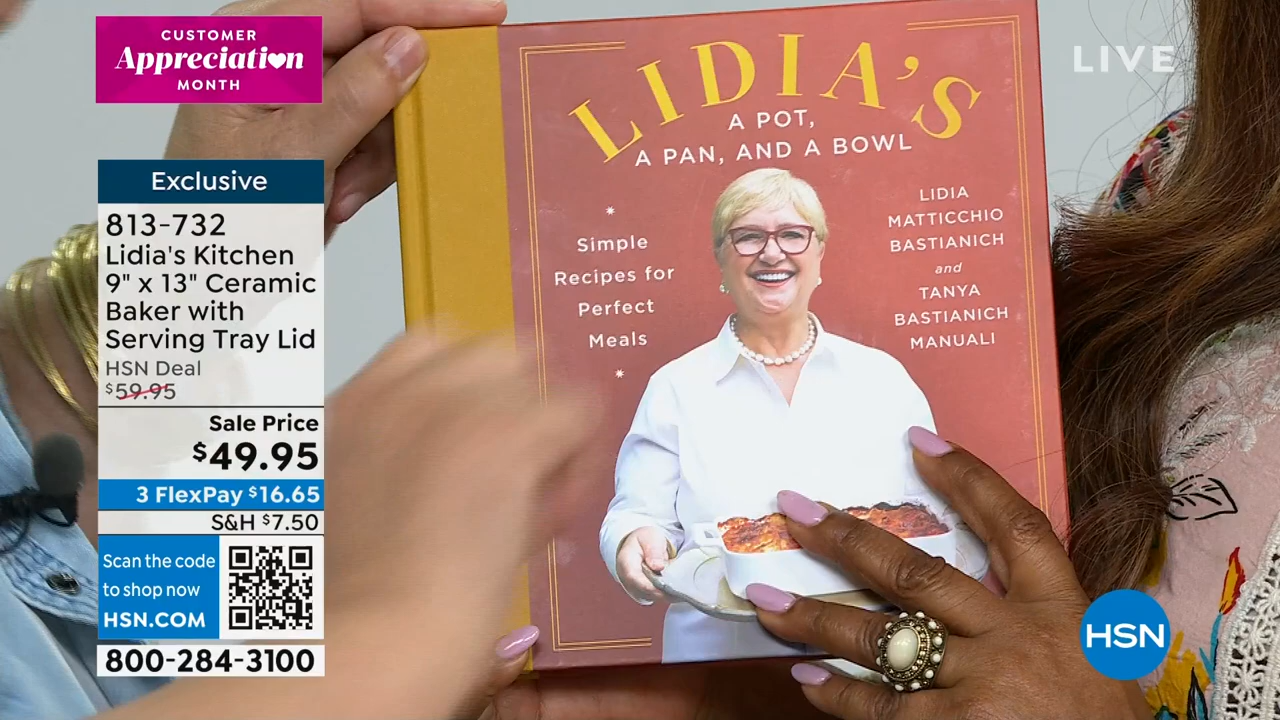 CUSTOMER
Appreciation
MONTH
LIVE
Exclusive
813-732
Lidia's Kitchen
9" x 13" Ceramic
Baker with
Serving Tray Lid
HSN Deal
$59.95
Sale Price
$49.95
3 FlexPay $16.65
S&H $7.50
Scan the code
to shop now
HSN.COM
800-284-3100
LIDIA'S
A POT,
A PAN, AND A BOWL
Simple
Recipes for
Perfect
Meals
LIDIA
MATTICCHIO
BASTIANICH
and
TANYA
BASTIANICH
MANUALI
HSN